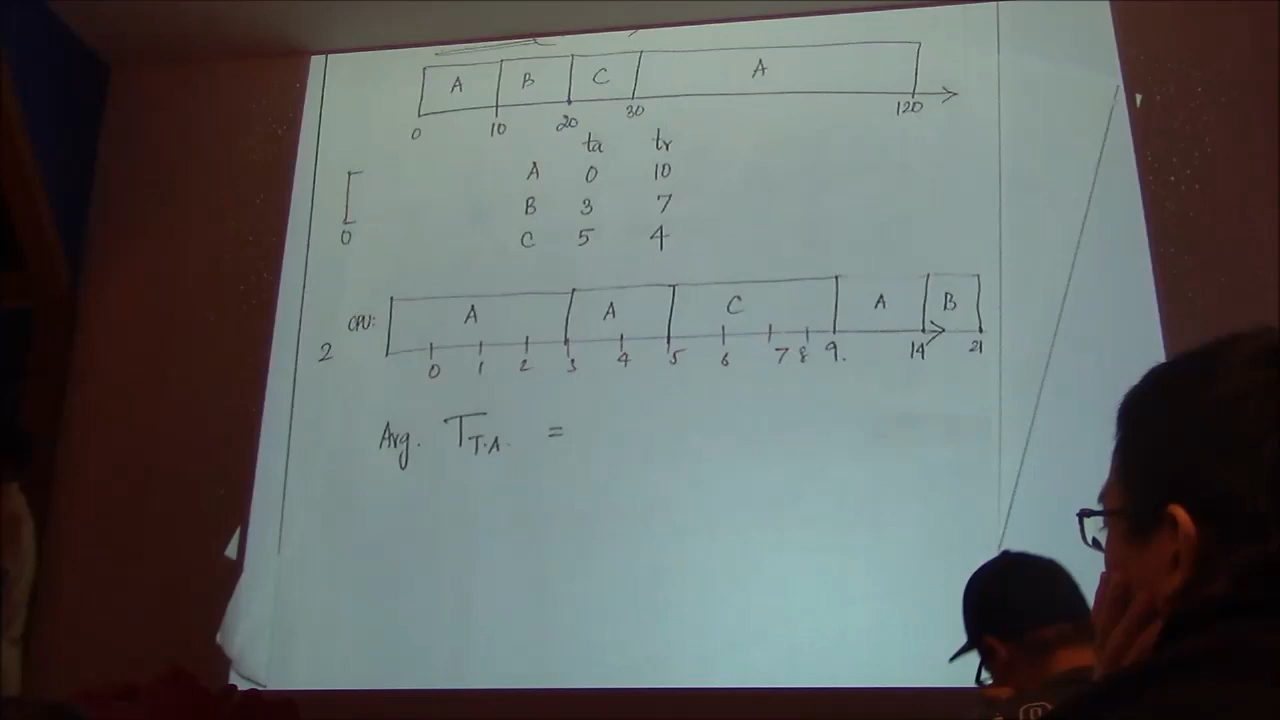 A B C A
0 10 20 30 120
ta tr
A 0 10
B 3 7
0 C 5 4
CPU: A A C A B
2 0 1 2 3 4 5 6 7 8 9. 14 21
Avg. T T.A. =